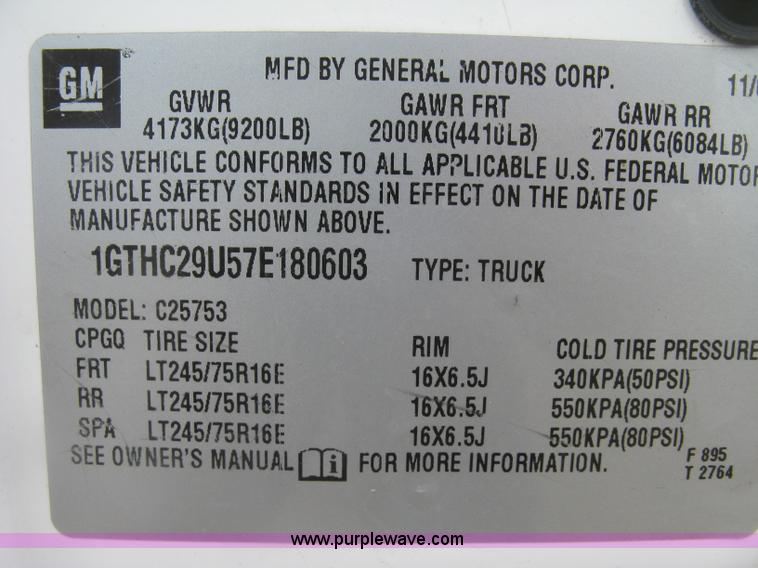 GM
MFD BY GENERAL MOTORS CORP.
GVWR GAWR FRT GAWR RR
4173KG(9200LB) 2000KG(4410LB) 2760KG(6084LB)
THIS VEHICLE CONFORMS TO ALL APPLICABLE U.S. FEDERAL MOTOR
VEHICLE SAFETY STANDARDS IN EFFECT ON THE DATE OF
MANUFACTURE SHOWN ABOVE.
1GTHC29U57E180603 TYPE: TRUCK
MODEL: C25753
CPGQ TIRE SIZE RIM COLD TIRE PRESSURE
FRT LT245/75R16E 16X6.5J 340KPA(50PSI)
RR LT245/75R16E 16X6.5J 550KPA(80PSI)
SPA LT245/75R16E 16X6.5J 550KPA(80PSI)
SEE OWNER'S MANUAL i FOR MORE INFORMATION.
F 895
T 2764
www.purplewave.com